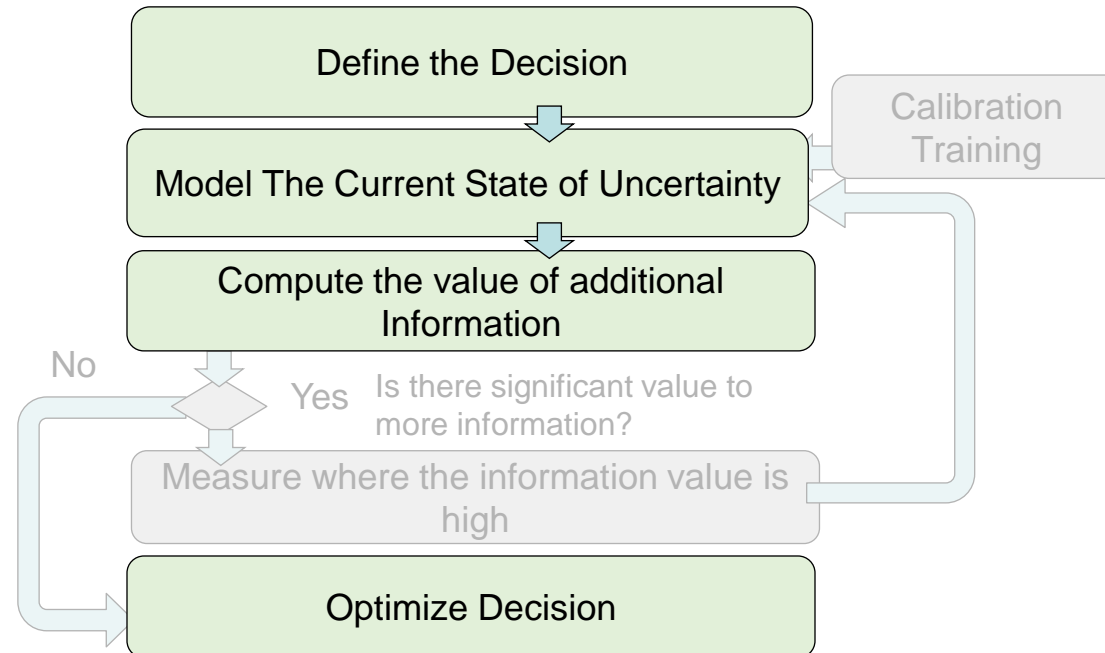 Define the Decision
Calibration
Training
Model The Current State of Uncertainty
Compute the value of additional
Information
No
Yes
Is there significant value to
more information?
Measure where the information value is
high
Optimize Decision